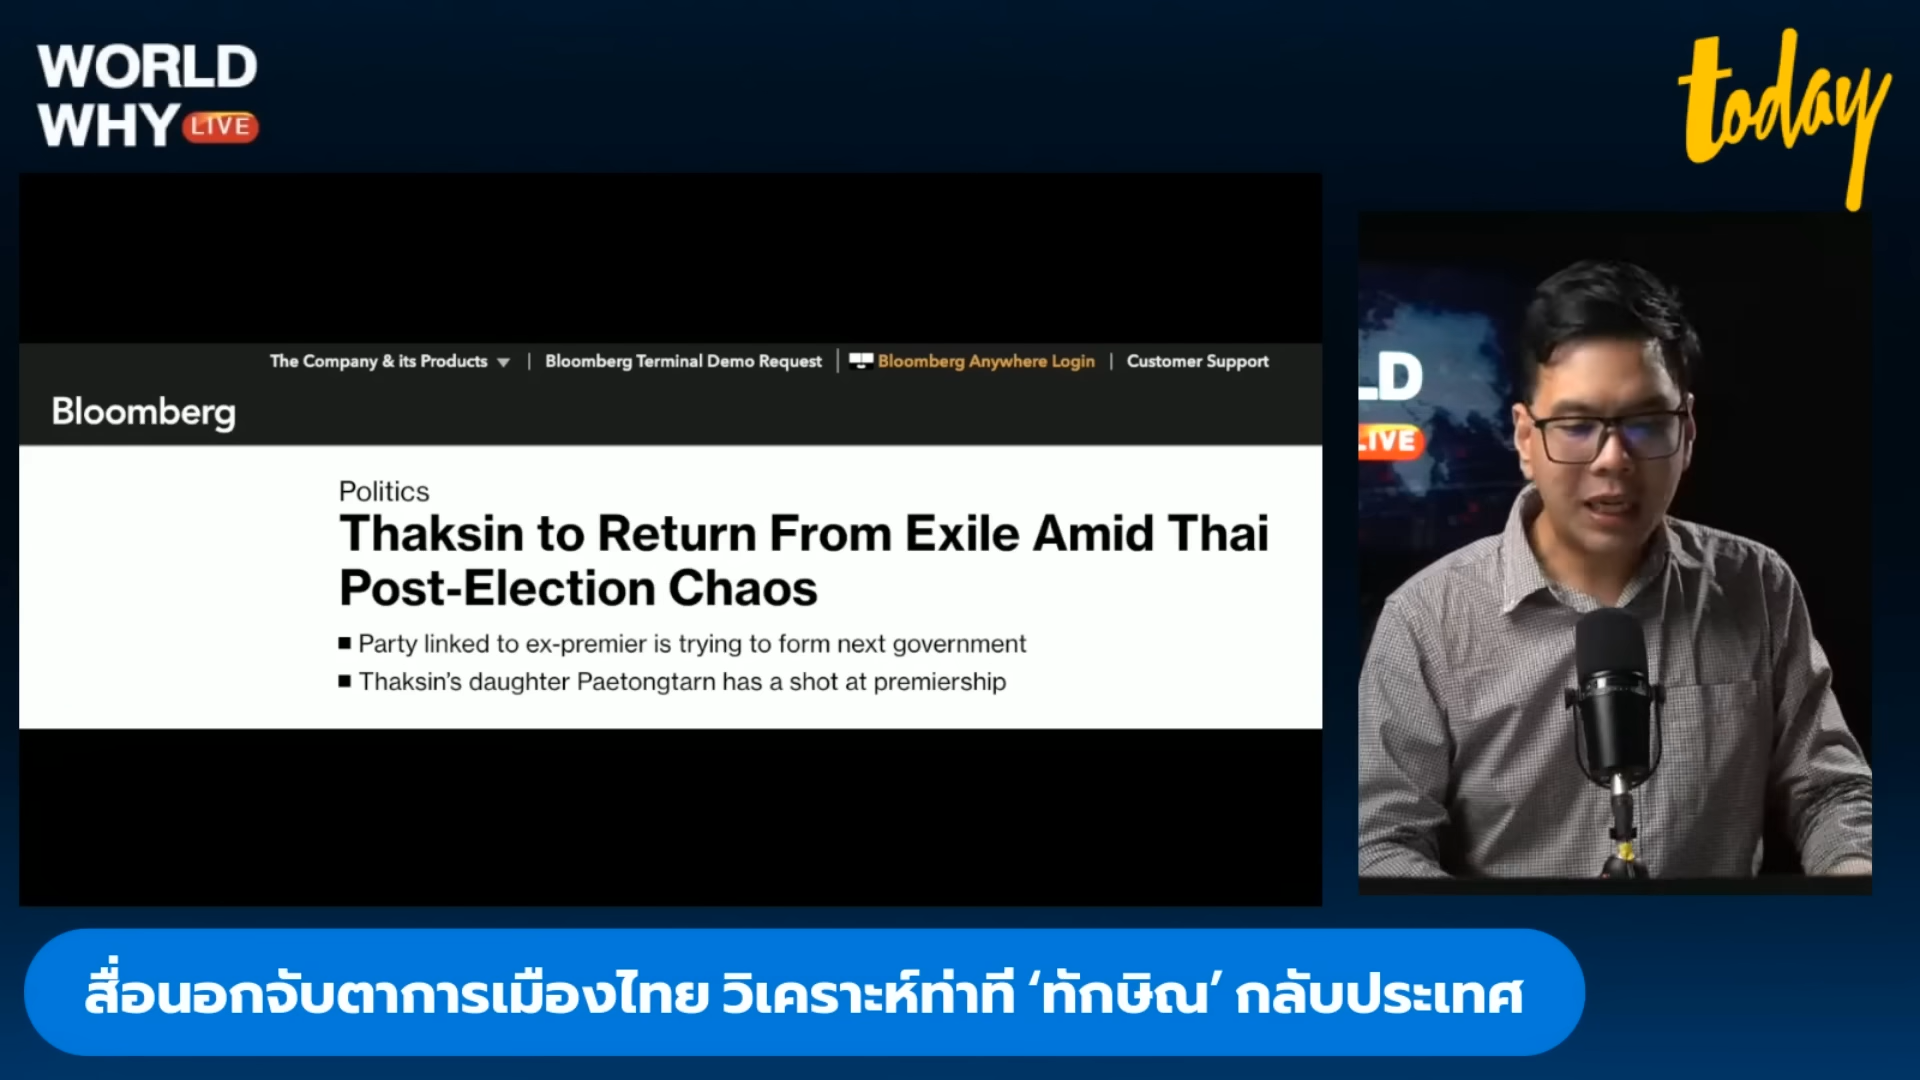 WORLD
WHY LIVE
today
The Company & its Products | Bloomberg Terminal Demo Request | Bloomberg Anywhere Login | Customer Support
Bloomberg
Politics
Thaksin to Return From Exile Amid Thai
Post-Election Chaos
■ Party linked to ex-premier is trying to form next government
■ Thaksin's daughter Paetongtarn has a shot at premiership
LD
LIVE
สื่อนอกจับตาการเมืองไทย วิเคราะห์ท่าที ‘ทักษิณ’ กลับประเทศ